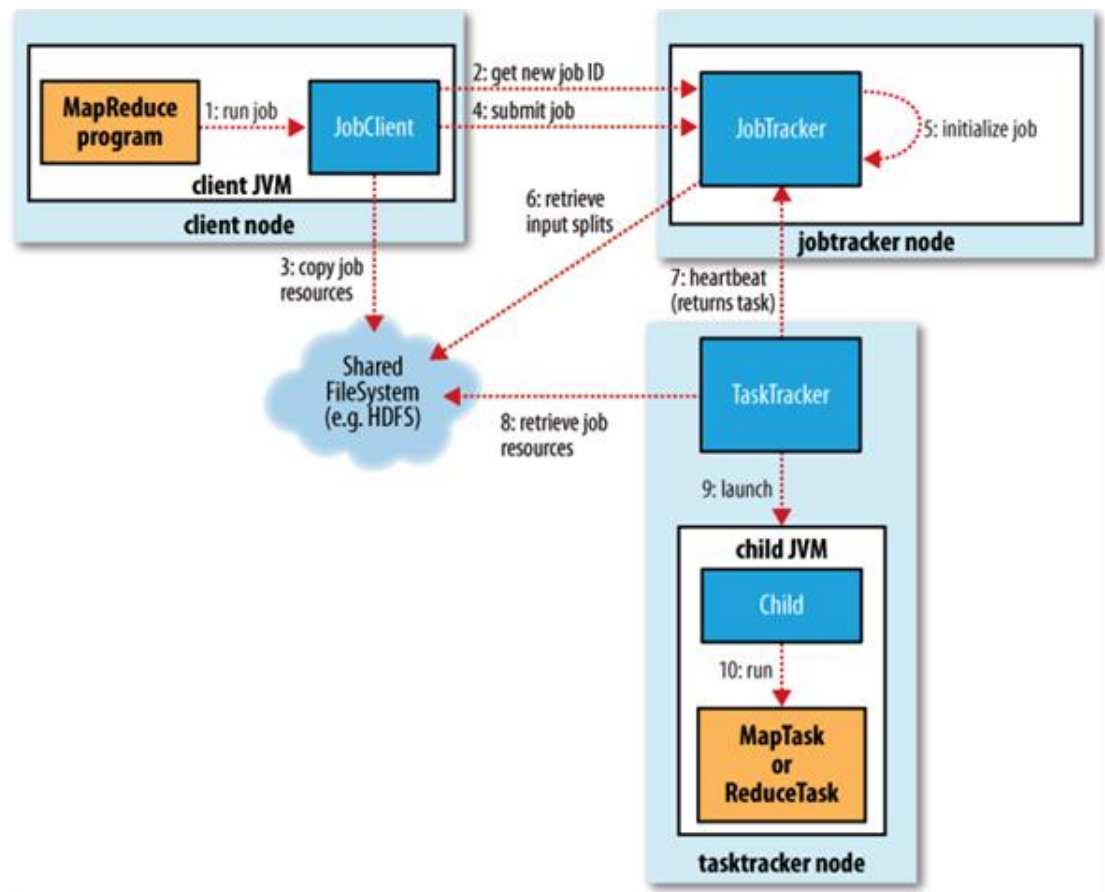 MapReduce
program
1: run job
JobClient
client JVM
client node
2: get new job ID
4: submit job
JobTracker
5: initialize job
jobtracker node
3: copy job
resources
6: retrieve
input splits
7: heartbeat
(returns task)
Shared
FileSystem
(e.g. HDFS)
8: retrieve job
resources
TaskTracker
9: launch
child JVM
Child
10: run
MapTask
or
ReduceTask
tasktracker node